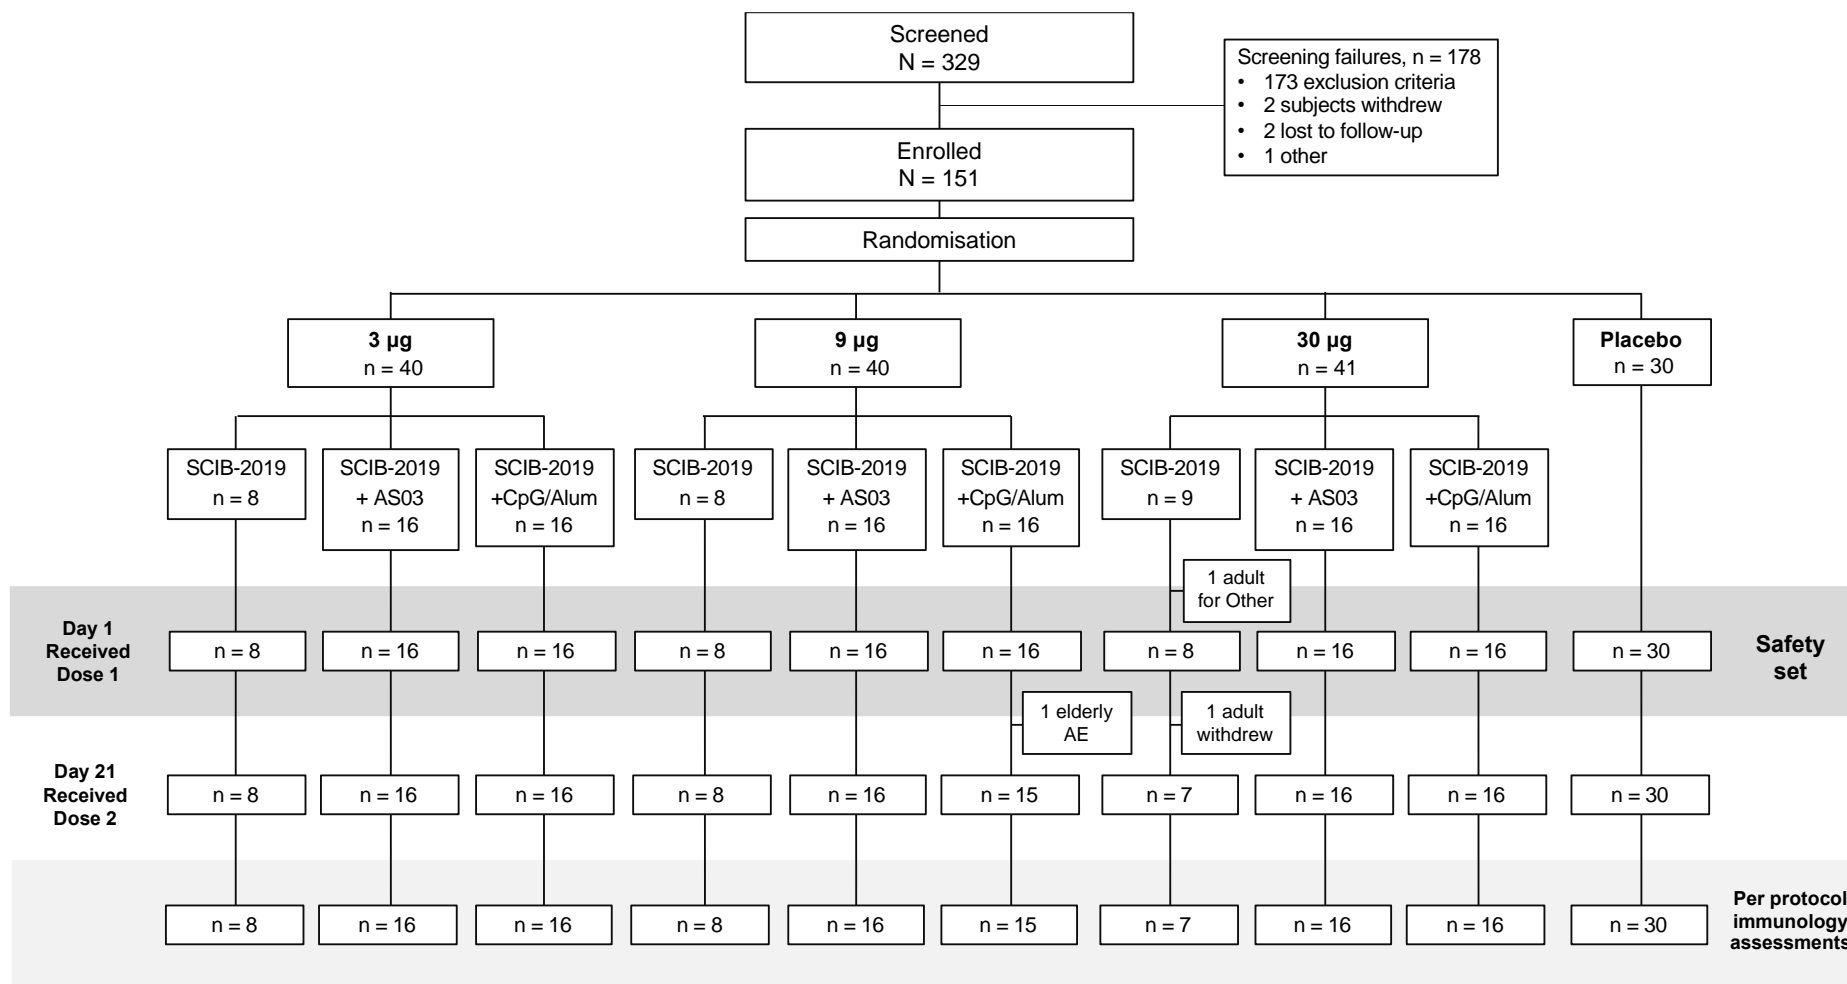 Screened
N = 329
Screening failures, n = 178
• 173 exclusion criteria
• 2 subjects withdrew
• 2 lost to follow-up
• 1 other
Enrolled
N = 151
Randomisation
3 µg
n = 40
9 µg
n = 40
30 µg
n = 41
Placebo
n = 30
SCIB-2019
n = 8
SCIB-2019
+ AS03
n = 16
SCIB-2019
+CpG/Alum
n = 16
SCIB-2019
n = 8
SCIB-2019
+ AS03
n = 16
SCIB-2019
+CpG/Alum
n = 16
SCIB-2019
n = 9
SCIB-2019
+ AS03
n = 16
SCIB-2019
+CpG/Alum
n = 16
1 adult
for Other
Day 1
Received
Dose 1
n = 8
n = 16
n = 16
n = 8
n = 16
n = 16
n = 8
n = 16
n = 16
n = 30
Safety
set
1 elderly
AE
1 adult
withdrew
Day 21
Received
Dose 2
n = 8
n = 16
n = 16
n = 8
n = 16
n = 15
n = 7
n = 16
n = 16
n = 30
n = 8
n = 16
n = 16
n = 8
n = 16
n = 15
n = 7
n = 16
n = 16
n = 30
Per protocol
immunology
assessments